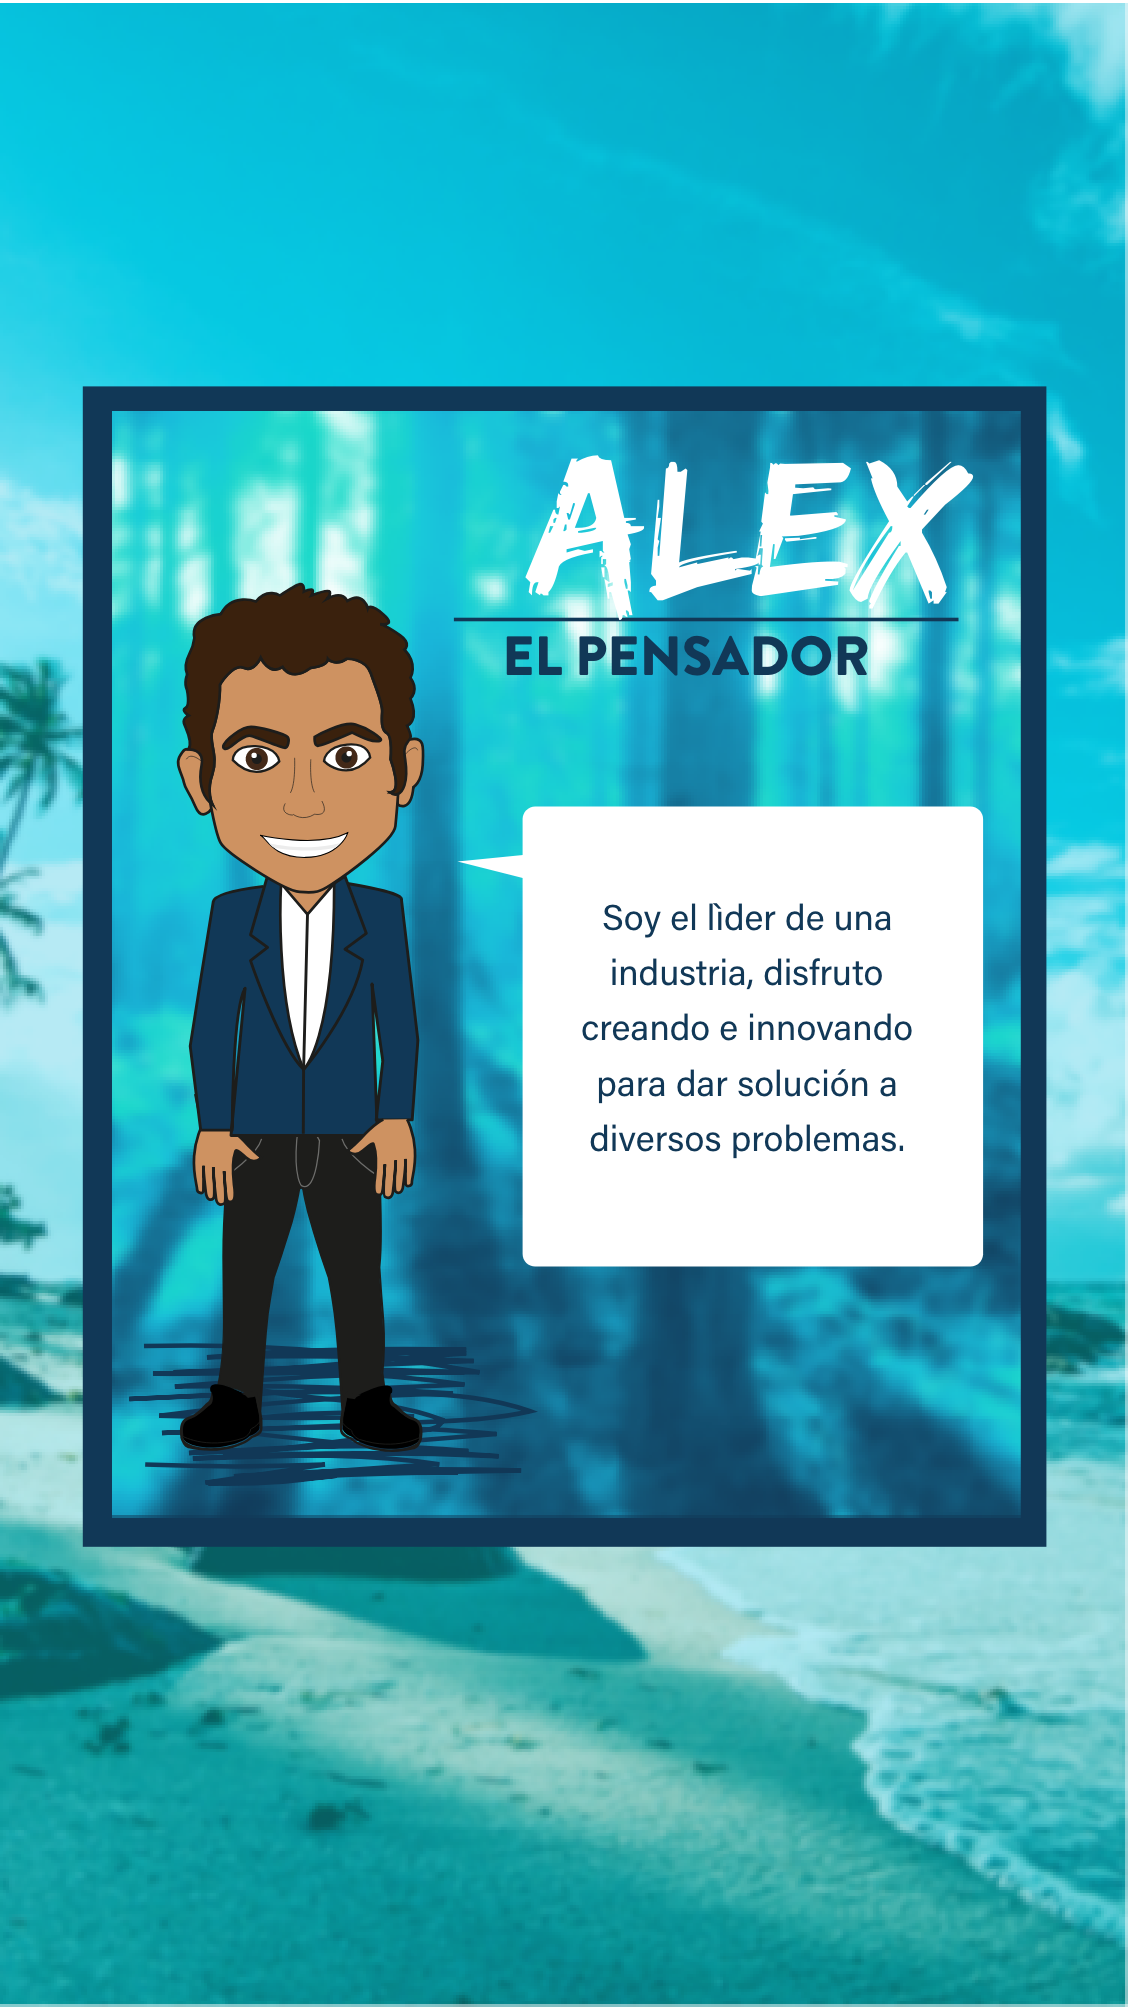 ALEX
EL PENSADOR
Soy el lìder de una
industria, disfruto
creando e innovando
para dar solución a
diversos problemas.